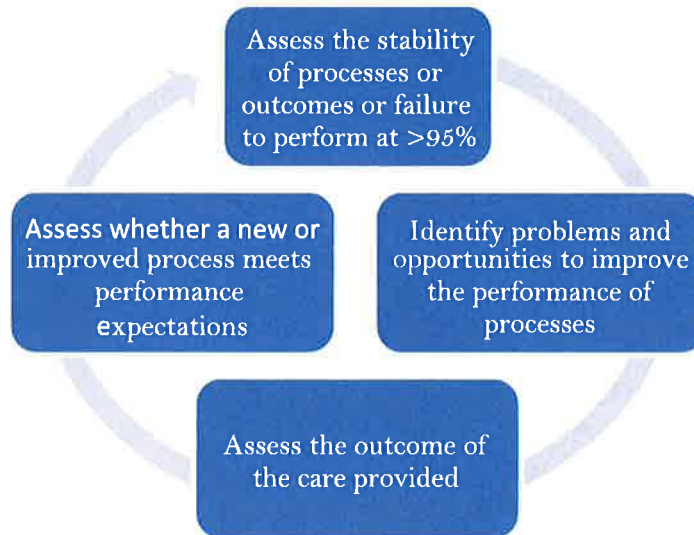 Assess the stability
of processes or
outcomes or failure
to perform at >95%
Identify problems and
opportunities to improve
the performance of
processes
Assess the outcome of
the care provided
Assess whether a new or
improved process meets
performance
expectations